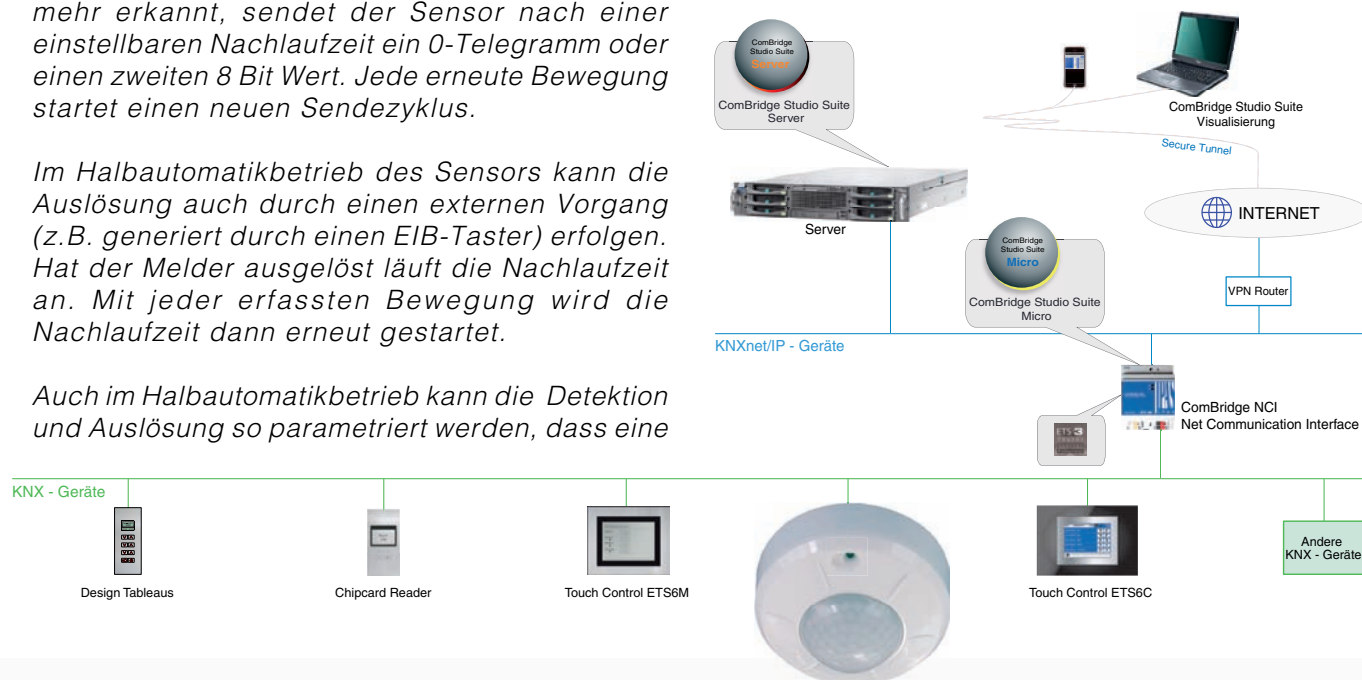 mehr erkannt, sendet der Sensor nach einer
einstellbaren Nachlaufzeit ein 0-Telegramm oder
einen zweiten 8 Bit Wert. Jede erneute Bewegung
startet einen neuen Sendezyklus.
Im Halbautomatikbetrieb des Sensors kann die
Auslösung auch durch einen externen Vorgang
(z.B. generiert durch einen EIB-Taster) erfolgen.
Hat der Melder ausgelöst läuft die Nachlaufzeit
an. Mit jeder erfassten Bewegung wird die
Nachlaufzeit dann erneut gestartet.
Auch im Halbautomatikbetrieb kann die Detektion
und Auslösung so parametriert werden, dass eine
ComBridge
Studio Suite
Server
ComBridge Studio Suite
Server
Server
ComBridge Studio Suite
Visualisierung
Secure Tunnel
INTERNET
VPN Router
ComBridge
Studio Suite
Micro
ComBridge Studio Suite
Micro
KNXnet/IP - Geräte
ETS 3
ComBridge NCI
Net Communication Interface
KNX - Geräte
Design Tableaus
Chipcard Reader
Touch Control ETS6M
Touch Control ETS6C
Andere
KNX - Geräte